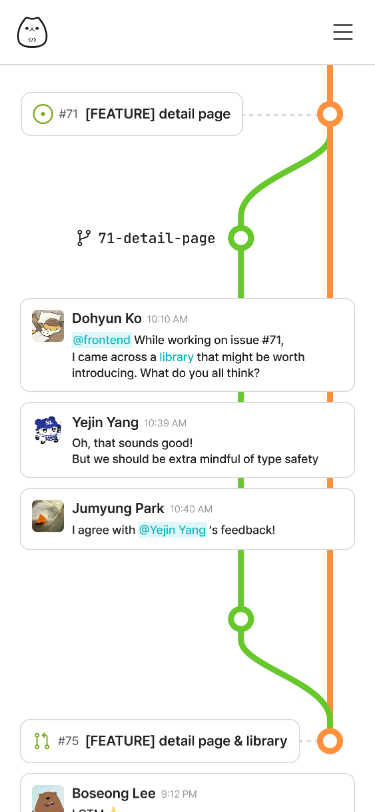 #71 [FEATURE] detail page
71-detail-page
Dohyun Ko 10:10 AM
@frontend While working on issue #71,
I came across a library that might be worth
introducing. What do you all think?
Yejin Yang 10:39 AM
Oh, that sounds good!
But we should be extra mindful of type safety
Jumyung Park 10:40 AM
I agree with @Yejin Yang 's feedback!
#75 [FEATURE] detail page & library
Boseong Lee 9:12 PM